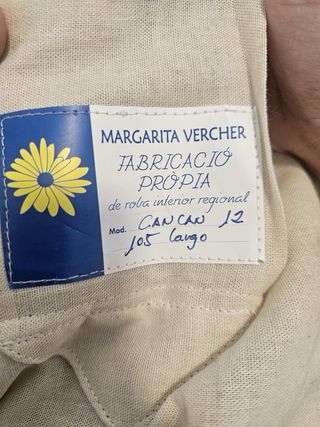 MARGARITA VERCHER
FABRICACIÓ
PRÒPIA
de roba interior regional
Mod. CANCAN 12
105 largo